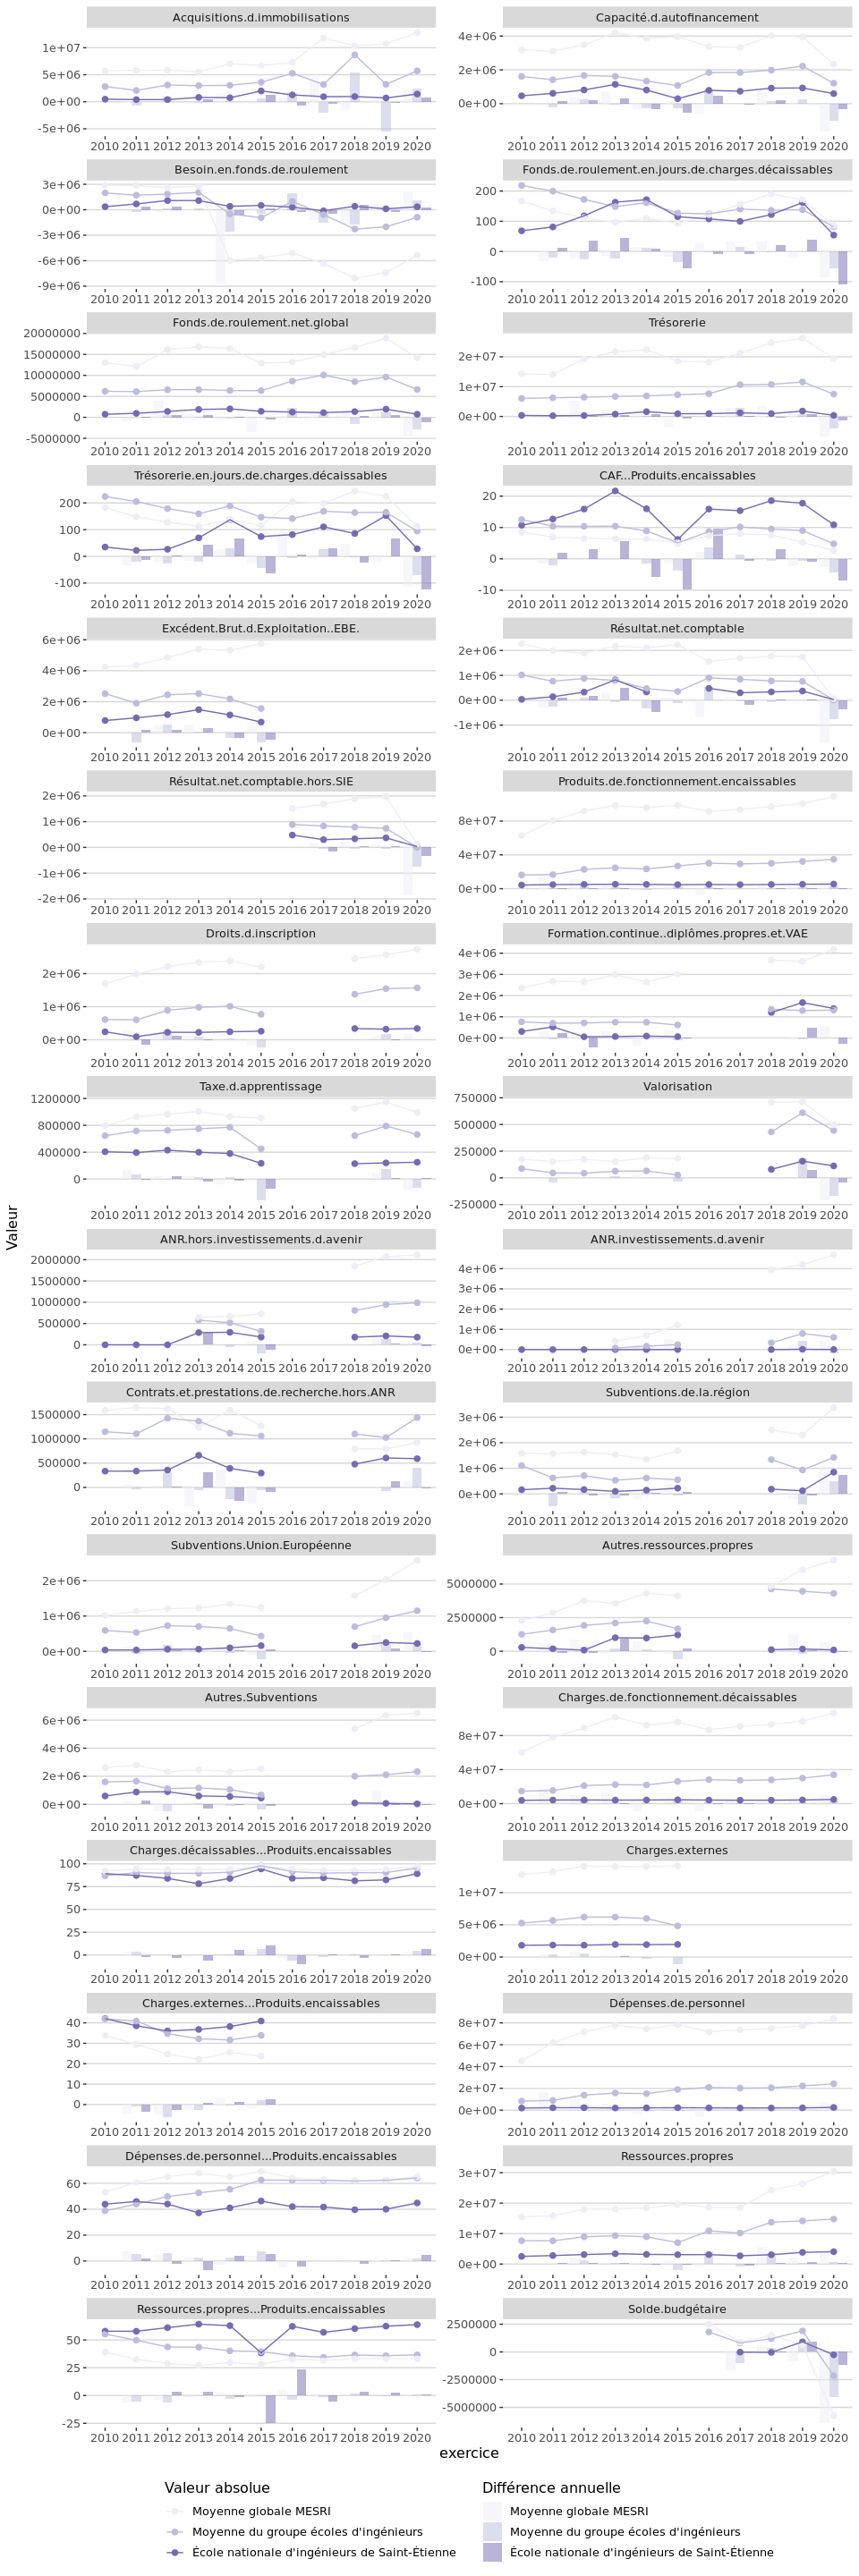 Acquisitions.d.immobilisations
1e+07
5e+06
0e+00
-5e+06
2010 2011 2012 2013 2014 2015 2016 2017 2018 2019 2020
Capacité.d.autofinancement
4e+06
2e+06
0e+00
2010 2011 2012 2013 2014 2015 2016 2017 2018 2019 2020
Besoin.en.fonds.de.roulement
3e+06
0e+00
-3e+06
-6e+06
-9e+06
2010 2011 2012 2013 2014 2015 2016 2017 2018 2019 2020
Fonds.de.roulement.en.jours.de.charges.décaissables
200
100
0
-100
2010 2011 2012 2013 2014 2015 2016 2017 2018 2019 2020
Fonds.de.roulement.net.global
20000000
15000000
10000000
5000000
0
-5000000
2010 2011 2012 2013 2014 2015 2016 2017 2018 2019 2020
Trésorerie
2e+07
1e+07
0e+00
2010 2011 2012 2013 2014 2015 2016 2017 2018 2019 2020
Trésorerie.en.jours.de.charges.décaissables
200
100
0
-100
2010 2011 2012 2013 2014 2015 2016 2017 2018 2019 2020
CAF...Produits.encaissables
20
10
0
-10
2010 2011 2012 2013 2014 2015 2016 2017 2018 2019 2020
Excédent.Brut.d.Exploitation..EBE.
6e+06
4e+06
2e+06
0e+00
2010 2011 2012 2013 2014 2015 2016 2017 2018 2019 2020
Résultat.net.comptable
2e+06
1e+06
0e+00
-1e+06
2010 2011 2012 2013 2014 2015 2016 2017 2018 2019 2020
Résultat.net.comptable.hors.SIE
2e+06
1e+06
0e+00
-1e+06
-2e+06
2010 2011 2012 2013 2014 2015 2016 2017 2018 2019 2020
Produits.de.fonctionnement.encaissables
8e+07
4e+07
0e+00
2010 2011 2012 2013 2014 2015 2016 2017 2018 2019 2020
Droits.d.inscription
2e+06
1e+06
0e+00
2010 2011 2012 2013 2014 2015 2016 2017 2018 2019 2020
Formation.continue..diplômes.propres.et.VAE
4e+06
3e+06
2e+06
1e+06
0e+00
2010 2011 2012 2013 2014 2015 2016 2017 2018 2019 2020
Taxe.d.apprentissage
1200000
800000
400000
0
2010 2011 2012 2013 2014 2015 2016 2017 2018 2019 2020
Valorisation
750000
500000
250000
0
-250000
2010 2011 2012 2013 2014 2015 2016 2017 2018 2019 2020
Valeur
ANR.hors.investissements.d.avenir
2000000
1500000
1000000
500000
0
2010 2011 2012 2013 2014 2015 2016 2017 2018 2019 2020
ANR.investissements.d.avenir
4e+06
3e+06
2e+06
1e+06
0e+00
2010 2011 2012 2013 2014 2015 2016 2017 2018 2019 2020
Contrats.et.prestations.de.recherche.hors.ANR
1500000
1000000
500000
0
2010 2011 2012 2013 2014 2015 2016 2017 2018 2019 2020
Subventions.de.la.région
3e+06
2e+06
1e+06
0e+00
2010 2011 2012 2013 2014 2015 2016 2017 2018 2019 2020
Subventions.Union.Européenne
2e+06
1e+06
0e+00
2010 2011 2012 2013 2014 2015 2016 2017 2018 2019 2020
Autres.ressources.propres
5000000
2500000
0
2010 2011 2012 2013 2014 2015 2016 2017 2018 2019 2020
Autres.Subventions
6e+06
4e+06
2e+06
0e+00
2010 2011 2012 2013 2014 2015 2016 2017 2018 2019 2020
Charges.de.fonctionnement.décaissables
8e+07
4e+07
0e+00
2010 2011 2012 2013 2014 2015 2016 2017 2018 2019 2020
Charges.décaissables...Produits.encaissables
100
75
50
25
0
2010 2011 2012 2013 2014 2015 2016 2017 2018 2019 2020
Charges.externes
1e+07
5e+06
0e+00
2010 2011 2012 2013 2014 2015 2016 2017 2018 2019 2020
Charges.externes...Produits.encaissables
40
30
20
10
0
2010 2011 2012 2013 2014 2015 2016 2017 2018 2019 2020
Dépenses.de.personnel
8e+07
6e+07
4e+07
2e+07
0e+00
2010 2011 2012 2013 2014 2015 2016 2017 2018 2019 2020
Dépenses.de.personnel...Produits.encaissables
60
40
20
0
2010 2011 2012 2013 2014 2015 2016 2017 2018 2019 2020
Ressources.propres
3e+07
2e+07
1e+07
0e+00
2010 2011 2012 2013 2014 2015 2016 2017 2018 2019 2020
Ressources.propres...Produits.encaissables
50
25
0
-25
2010 2011 2012 2013 2014 2015 2016 2017 2018 2019 2020
Solde.budgétaire
2500000
0
-2500000
-5000000
2010 2011 2012 2013 2014 2015 2016 2017 2018 2019 2020
exercice
Valeur absolue
Moyenne globale MESRI
Moyenne du groupe écoles d'ingénieurs
École nationale d'ingénieurs de Saint-Étienne
Différence annuelle
Moyenne globale MESRI
Moyenne du groupe écoles d'ingénieurs
École nationale d'ingénieurs de Saint-Étienne